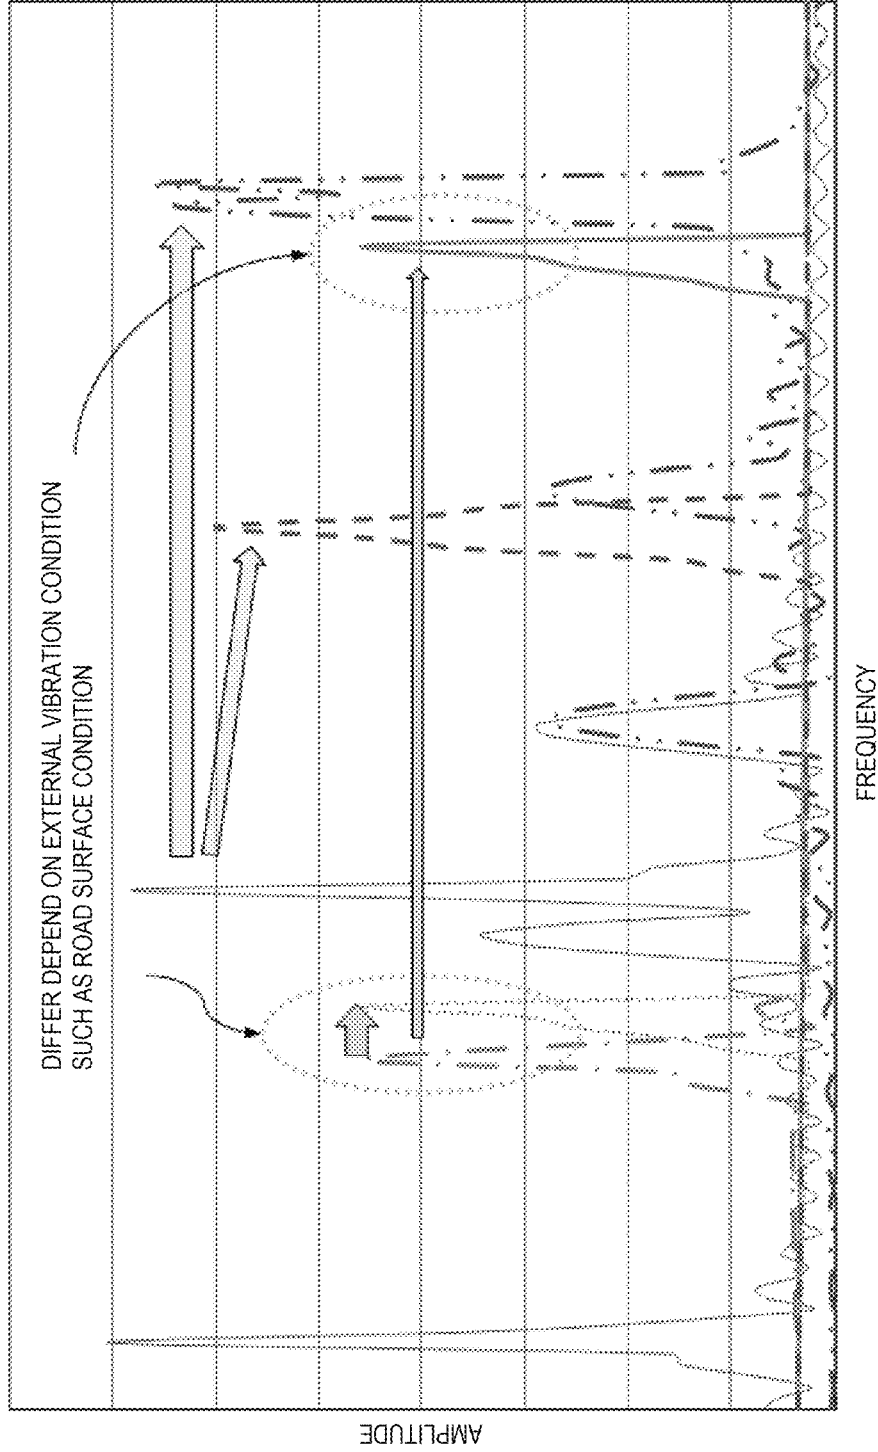 DIFFER DEPEND ON EXTERNAL VIBRATION CONDITION
SUCH AS ROAD SURFACE CONDITION
AMPLITUDE
FREQUENCY